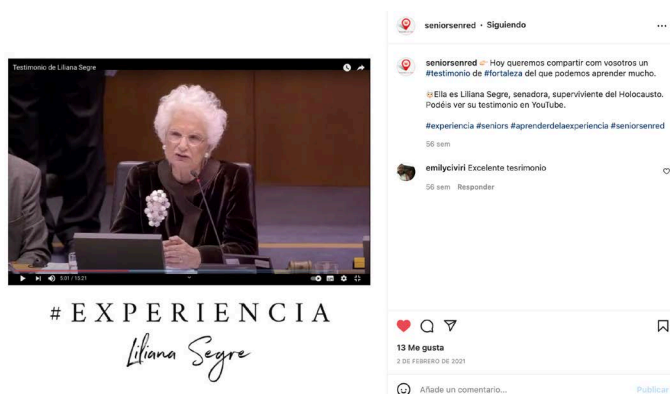 Testimonio de Liliana Segre
5:01 / 15:21
#EXPERIENCIA
Liliana Segre
seniorsenred • Siguiendo
seniorsenred 👉🏻 Hoy queremos compartir com vosotros un
#testimonio de #fortaleza del que podemos aprender mucho.
Ella es Liliana Segre, senadora, superviviente del Holocausto.
Podéis ver su testimonio en YouTube.
#experiencia #seniors #aprenderdelaexperiencia #seniorsenred
56 sem
emilyciviri Excelente tesrimonio
56 sem Responder
13 Me gusta
2 DE FEBRERO DE 2021
Añade un comentario...
Publicar